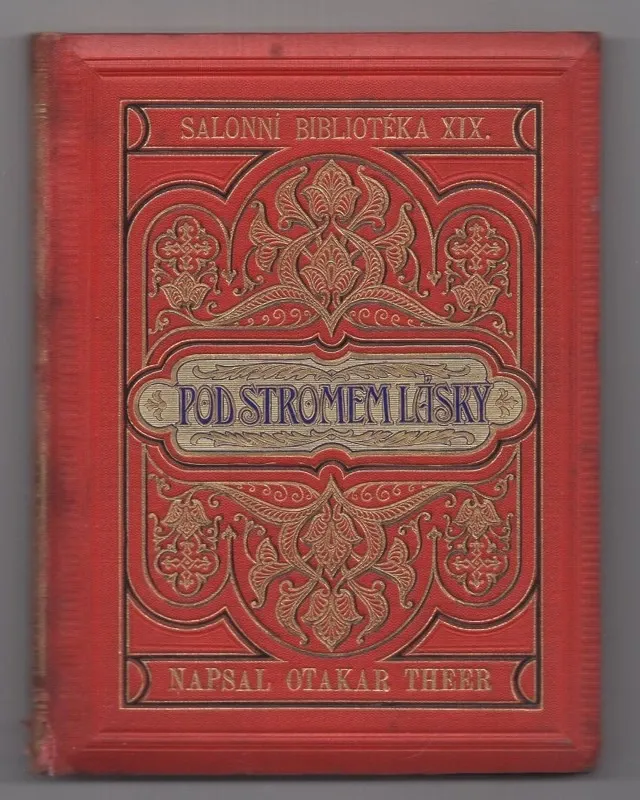 SALONNÍ BIBLIOTÉKA XIX.
POD STROMEM LÁSKY
NAPSAL OTAKAR THEER